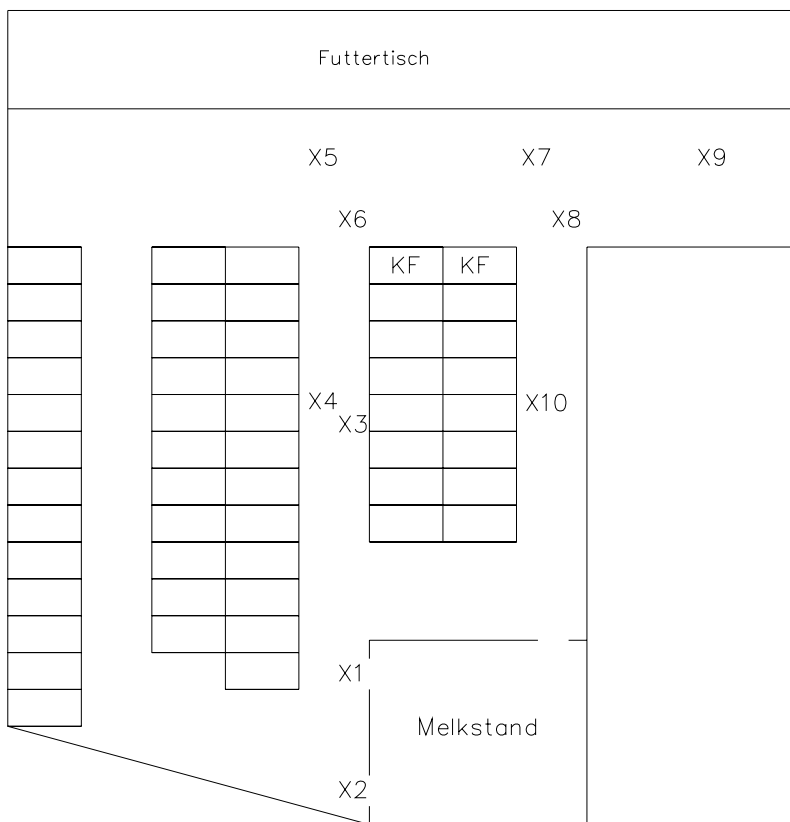 Futtertisch
X5 X7 X9
X6 X8
KF KF
X4 X10
X3
X1
Melkstand
X2